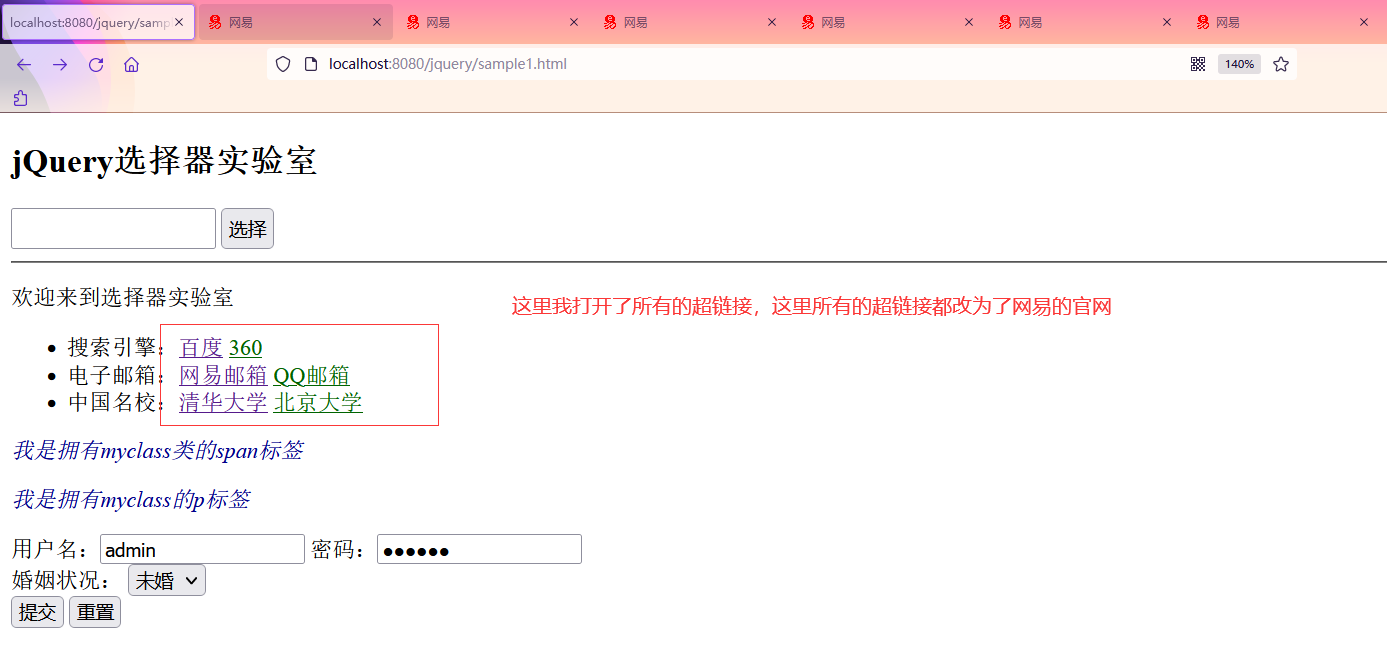 localhost:8080/jquery/samp
网易
网易
网易
网易
网易
网易
localhost:8080/jquery/sample1.html
140%
jQuery选择器实验室
选择
欢迎来到选择器实验室
这里我打开了所有的超链接，这里所有的超链接都改为了网易的官网
搜索引擎：百度 360
电子邮箱：网易邮箱 QQ邮箱
中国名校：清华大学 北京大学
我是拥有myclass类的span标签
我是拥有myclass的p标签
用户名：admin 密码：●●●●●●
婚姻状况： 未婚
提交 重置